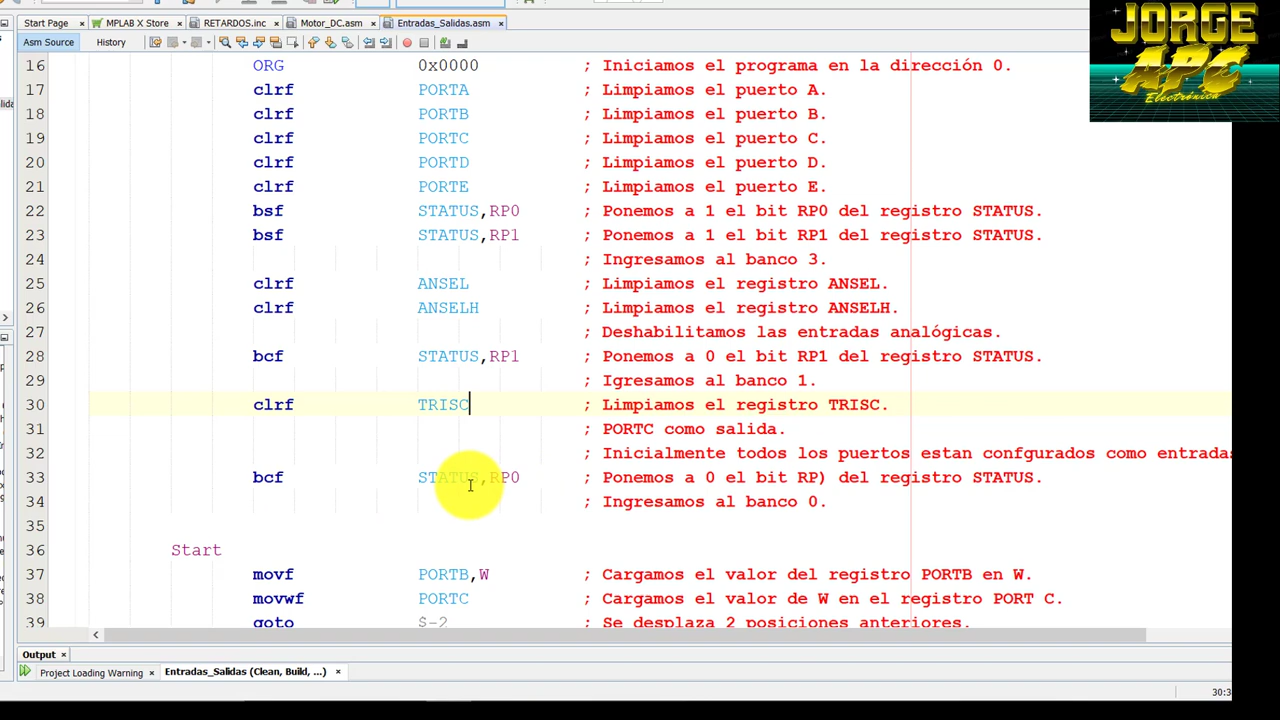 JORGE
APC
Electrónica
Start Page
MPLAB X Store
RETARDOS.inc
Motor_DC.asm
Entradas_Salidas.asm
Asm Source
History
16 ORG 0x0000 ; Iniciamos el programa en la dirección 0.
17 clrf PORTA ; Limpiamos el puerto A.
18 clrf PORTB ; Limpiamos el puerto B.
19 clrf PORTC ; Limpiamos el puerto C.
20 clrf PORTD ; Limpiamos el puerto D.
21 clrf PORTE ; Limpiamos el puerto E.
22 bsf STATUS,RP0 ; Ponemos a 1 el bit RP0 del registro STATUS.
23 bsf STATUS,RP1 ; Ponemos a 1 el bit RP1 del registro STATUS.
24 ; Ingresamos al banco 3.
25 clrf ANSEL ; Limpiamos el registro ANSEL.
26 clrf ANSELH ; Limpiamos el registro ANSELH.
27 ; Deshabilitamos las entradas analógicas.
28 bcf STATUS,RP1 ; Ponemos a 0 el bit RP1 del registro STATUS.
29 ; Igresamos al banco 1.
30 clrf TRISC ; Limpiamos el registro TRISC.
31 ; PORTC como salida.
32 ; Inicialmente todos los puertos estan confgurados como entradas
33 bcf STATUS,RP0 ; Ponemos a 0 el bit RP) del registro STATUS.
34 ; Ingresamos al banco 0.
35
36 Start
37 movf PORTB,W ; Cargamos el valor del registro PORTB en W.
38 movwf PORTC ; Cargamos el valor de W en el registro PORT C.
39 goto $-2 ; Se desplaza 2 posiciones anteriores.
Output
Project Loading Warning
Entradas_Salidas (Clean, Build, ...)